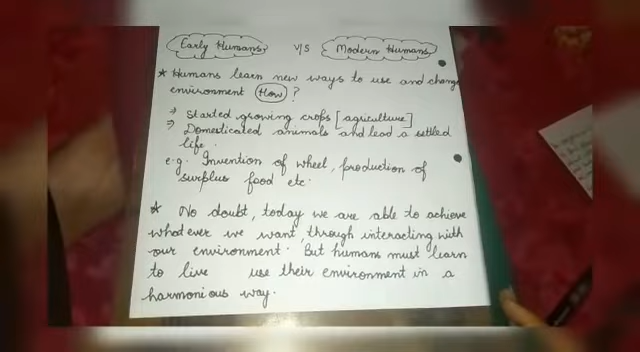 Early Humans v/s Modern Humans
* Humans learn new ways to use and change
environment (How)?
⇒ Started growing crops [agriculture]
⇒ Domesticated animals and lead a settled
life.
e.g. Invention of wheel, production of
surplus food etc.
* No doubt, today we are able to achieve
whatever we want, through interacting with
our environment. But humans must learn
to live use their environment in a
harmonious way.